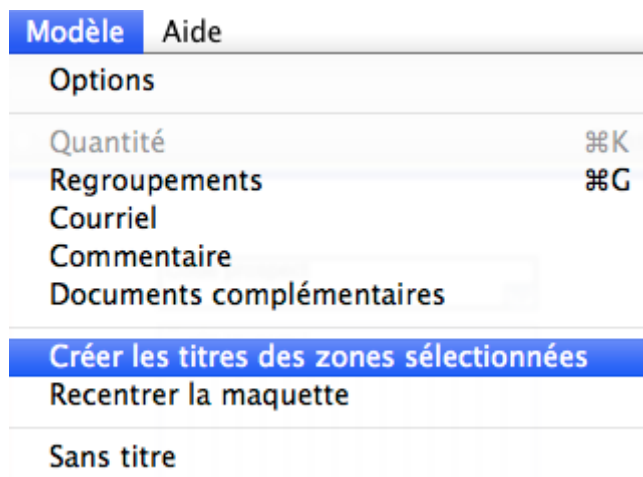 Modèle Aide
Options
Quantité ⌘K
Regroupements ⌘G
Courriel
Commentaire
Documents complémentaires
Créer les titres des zones sélectionnées
Recentrer la maquette
Sans titre